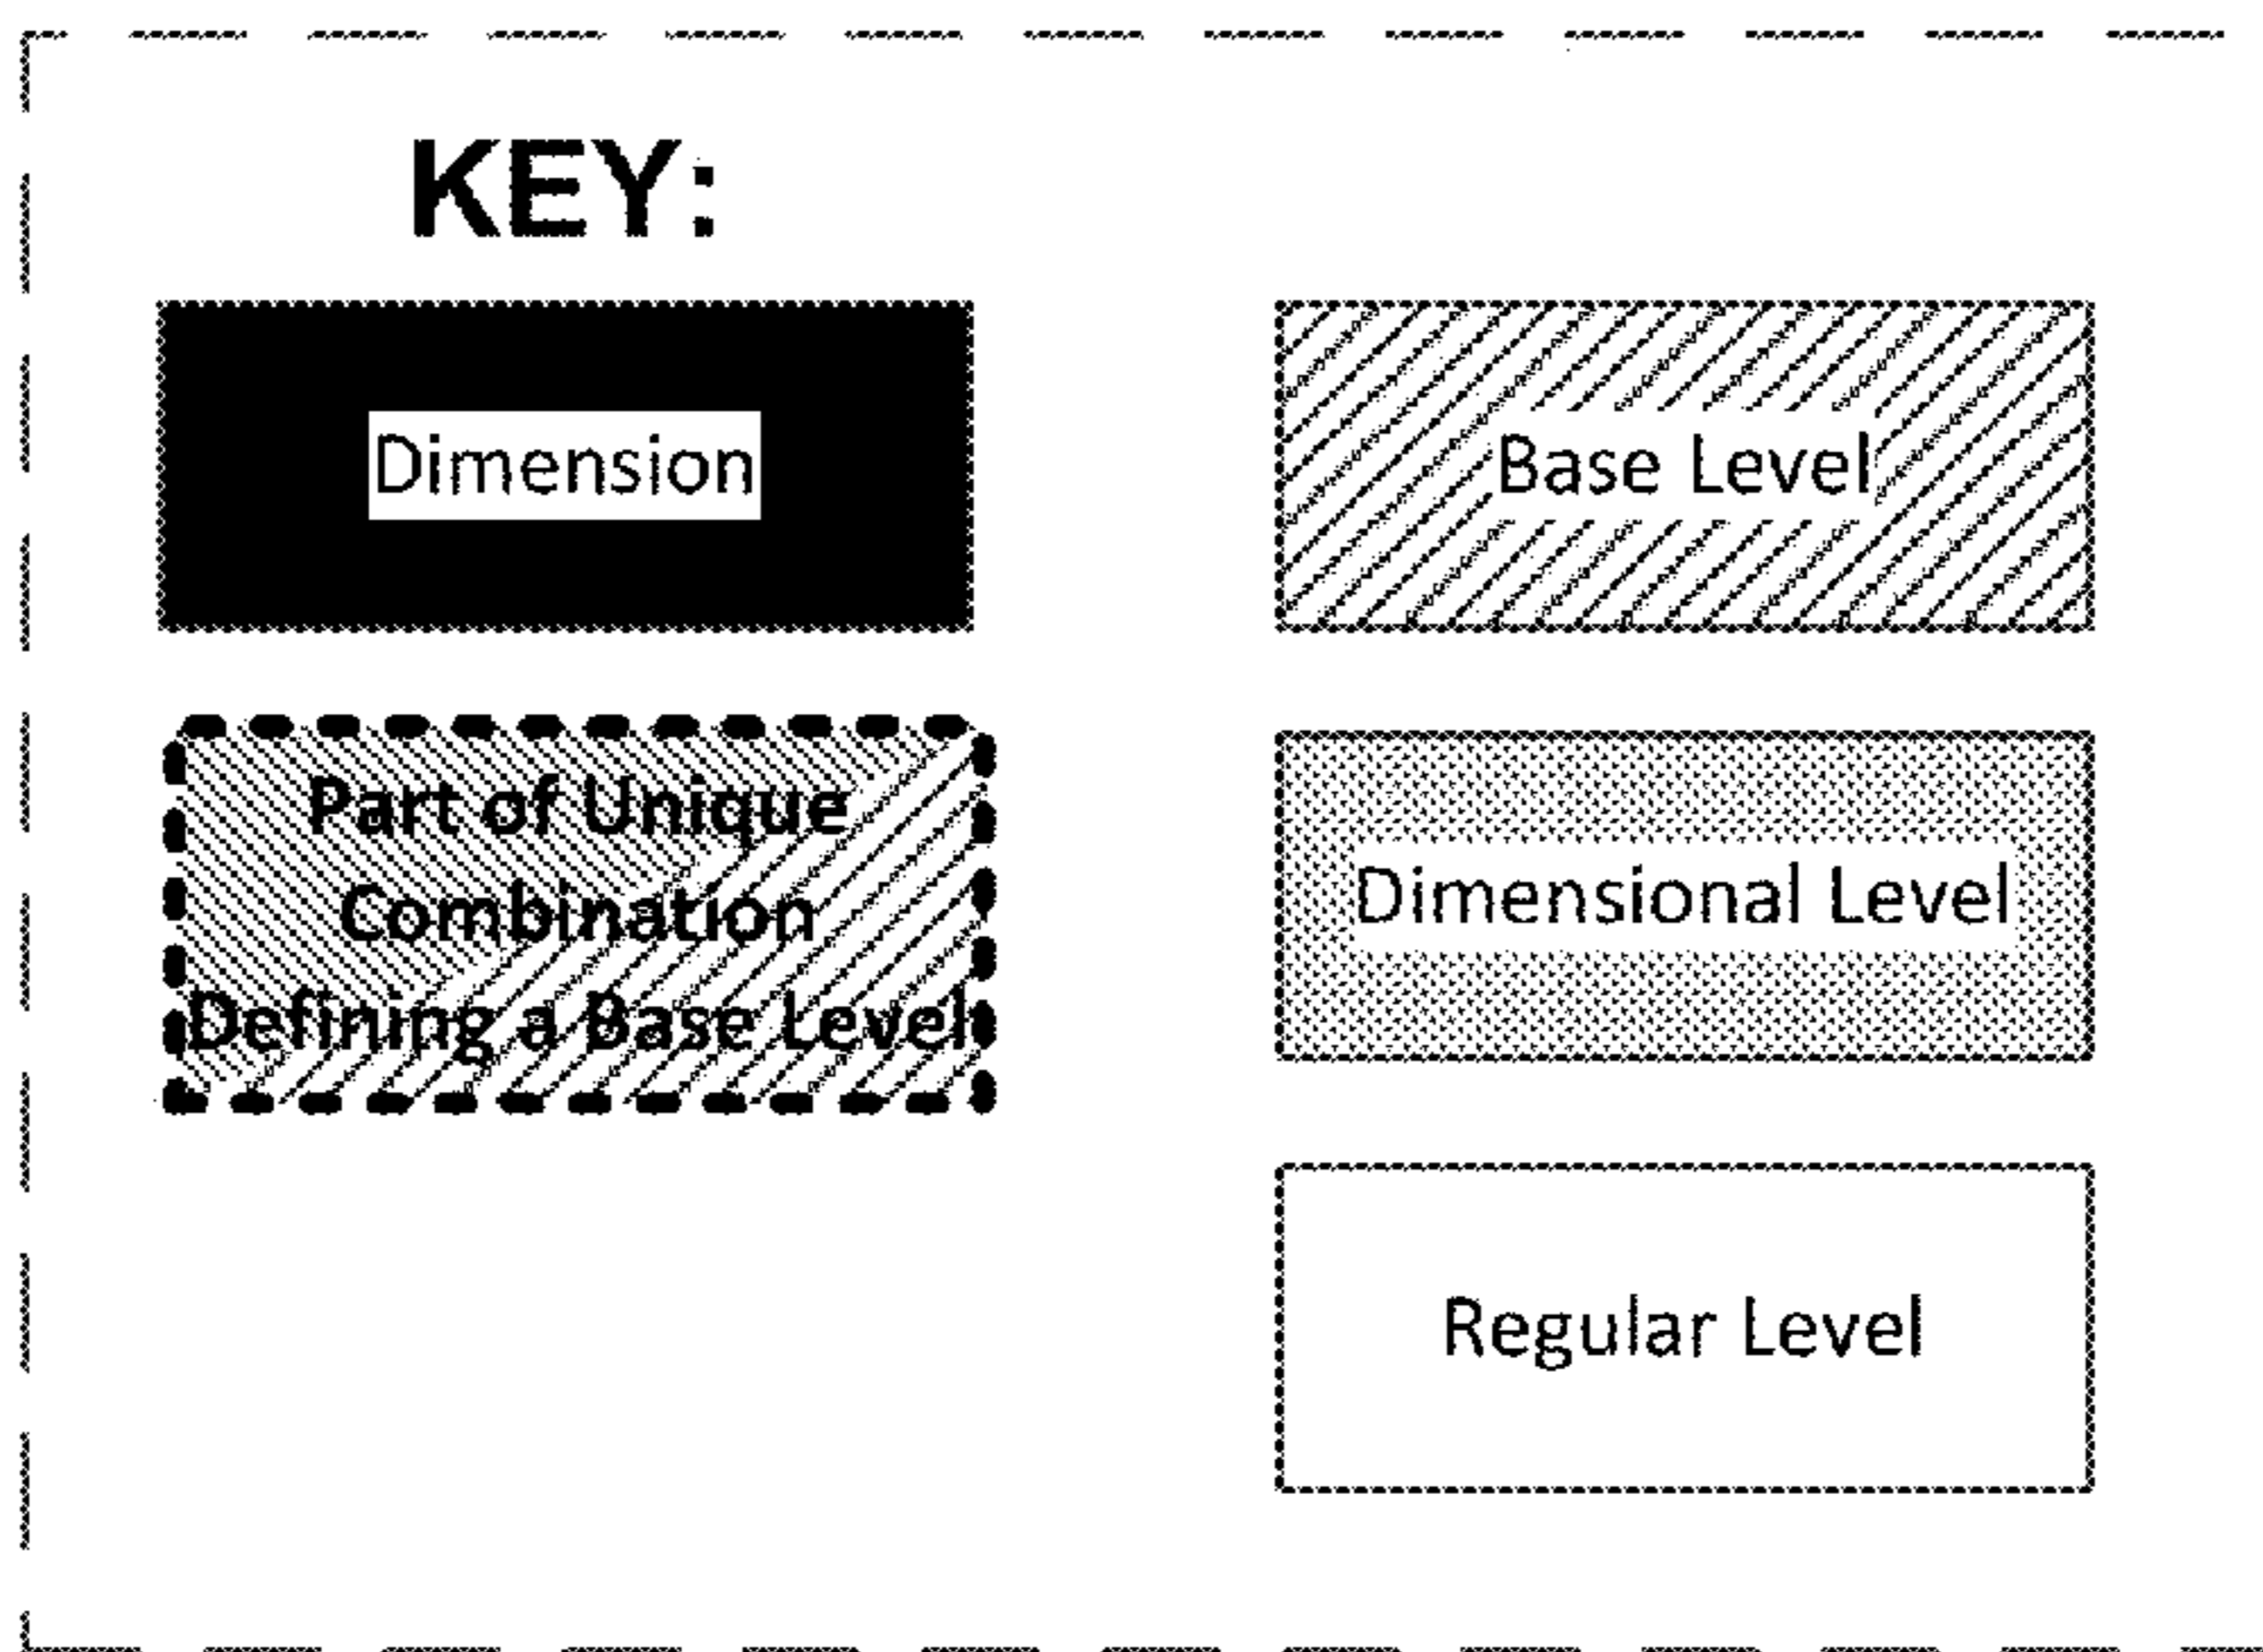 KEY:
Dimension
Base Level
Part of Unique
Combination
Defining a Base Level
Dimensional Level
Regular Level